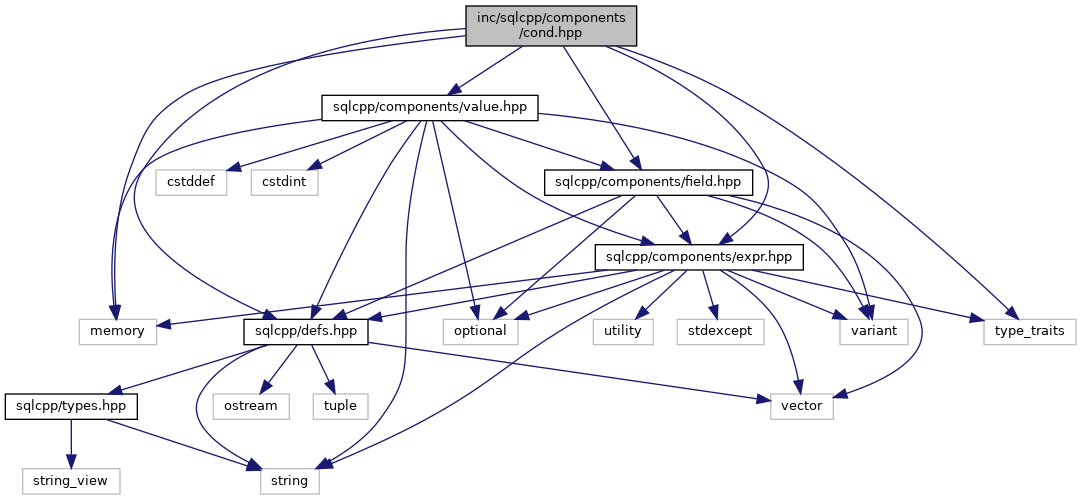 inc/sqlcpp/components
/cond.hpp
sqlcpp/components/value.hpp
cstddef
cstdint
sqlcpp/components/field.hpp
sqlcpp/components/expr.hpp
memory
sqlcpp/defs.hpp
optional
utility
stdexcept
variant
type_traits
sqlcpp/types.hpp
ostream
tuple
vector
string_view
string